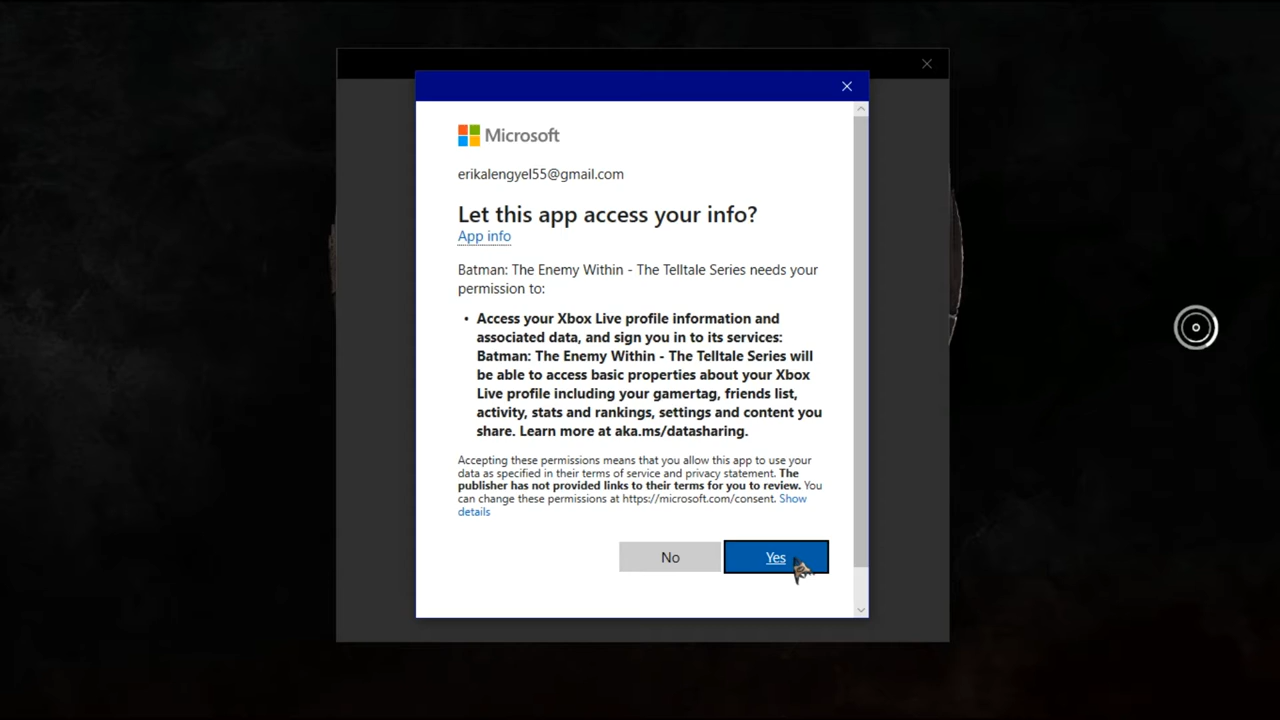 Microsoft
erikalengyel55@gmail.com
Let this app access your info?
App info
Batman: The Enemy Within - The Telltale Series needs your
permission to:
• Access your Xbox Live profile information and
associated data, and sign you in to its services:
Batman: The Enemy Within - The Telltale Series will
be able to access basic properties about your Xbox
Live profile including your gamertag, friends list,
activity, stats and rankings, settings and content you
share. Learn more at aka.ms/datasharing.
Accepting these permissions means that you allow this app to use your
data as specified in their terms of service and privacy statement. The
publisher has not provided links to their terms for you to review. You
can change these permissions at https://microsoft.com/consent. Show
details
No
Yes